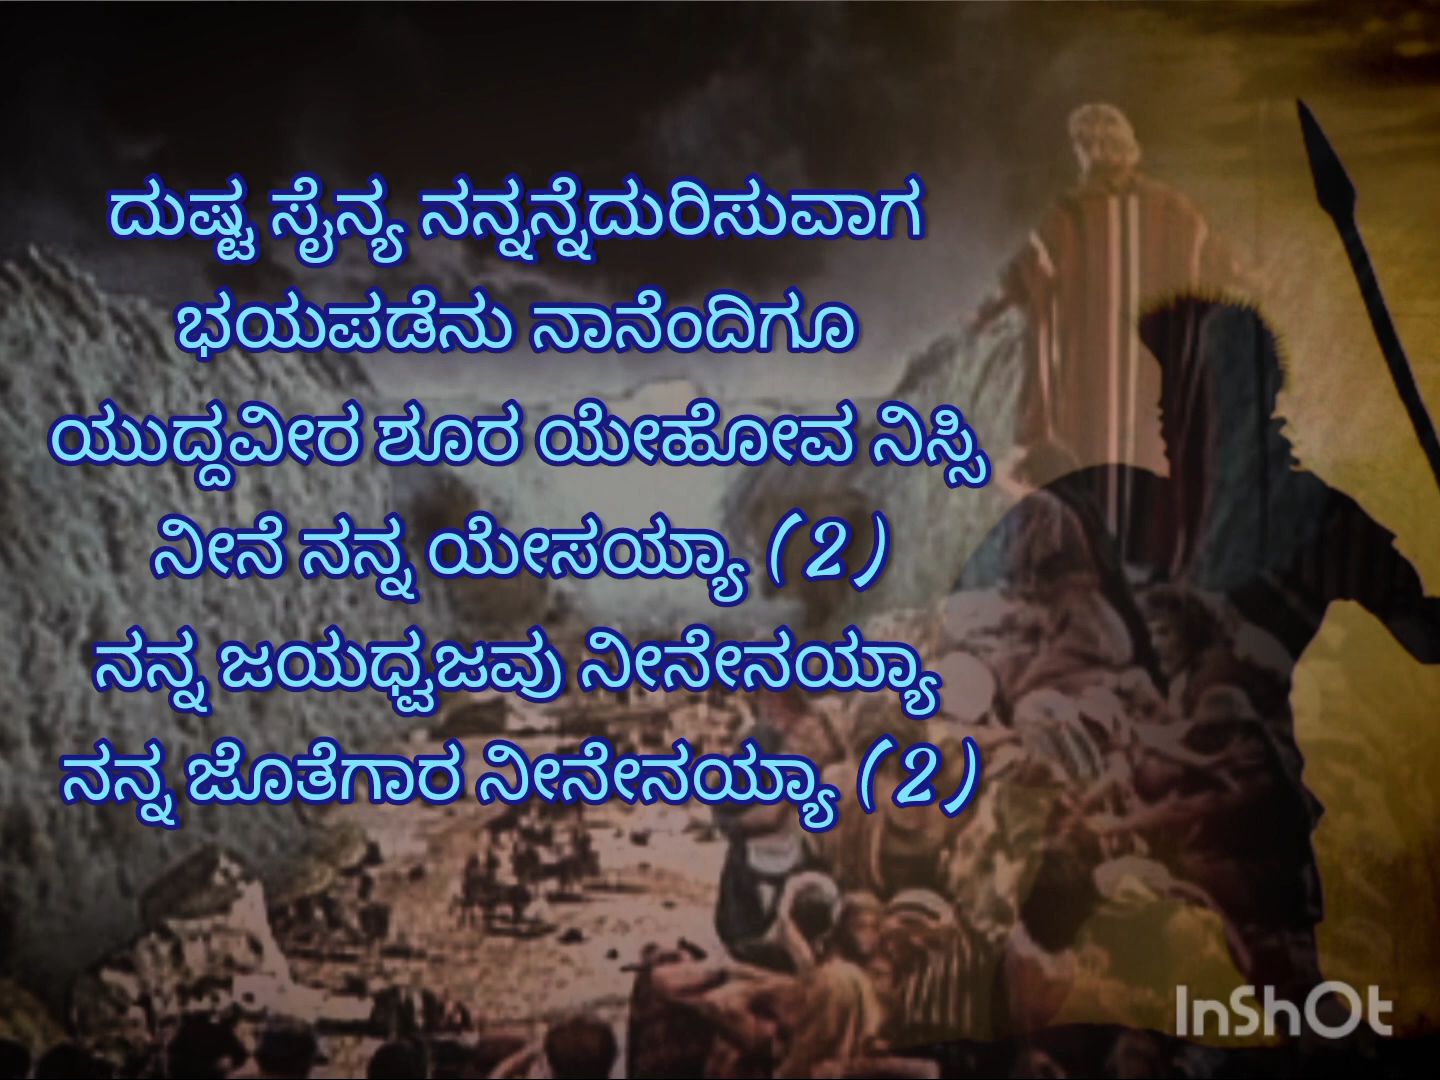 ದುಷ್ಟ ಸೈನ್ಯ ನನ್ನನ್ನೆದುರಿಸುವಾಗ
ಭಯಪಡೆನು ನಾನೆಂದಿಗೂ
ಯುದ್ದವೀರ ಶೂರ ಯೇಹೋವ ನಿಸ್ಸಿ
ನೀನೆ ನನ್ನ ಯೇಸಯ್ಯಾ (2)
ನನ್ನ ಜಯಧ್ವಜವು ನೀನೇನಯ್ಯಾ
ನನ್ನ ಜೊತೆಗಾರ ನೀನೇನಯ್ಯಾ (2)
InShOt